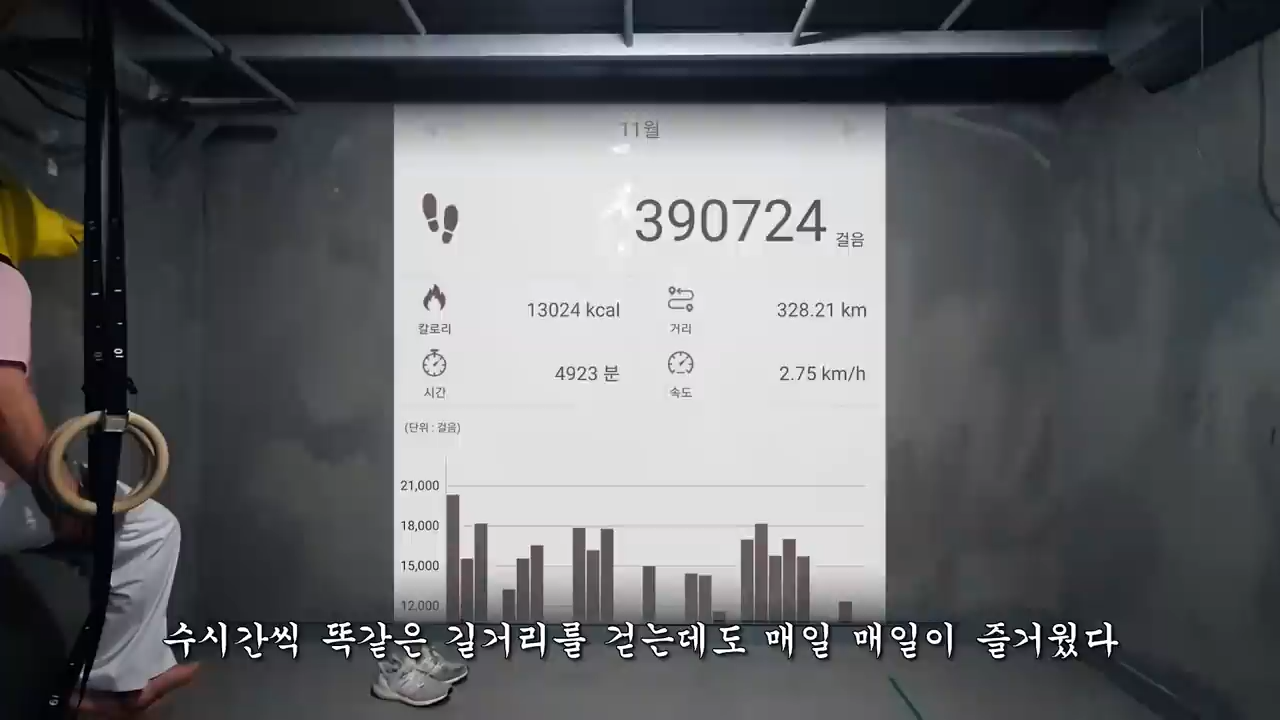 11월
390724 걸음
13024 kcal
칼로리
328.21 km
거리
4923 분
시간
2.75 km/h
속도
(단위 : 걸음)
21,000
18,000
15,000
12,000
수시간씩 똑같은 길거리를 걷는데도 매일 매일이 즐거웠다